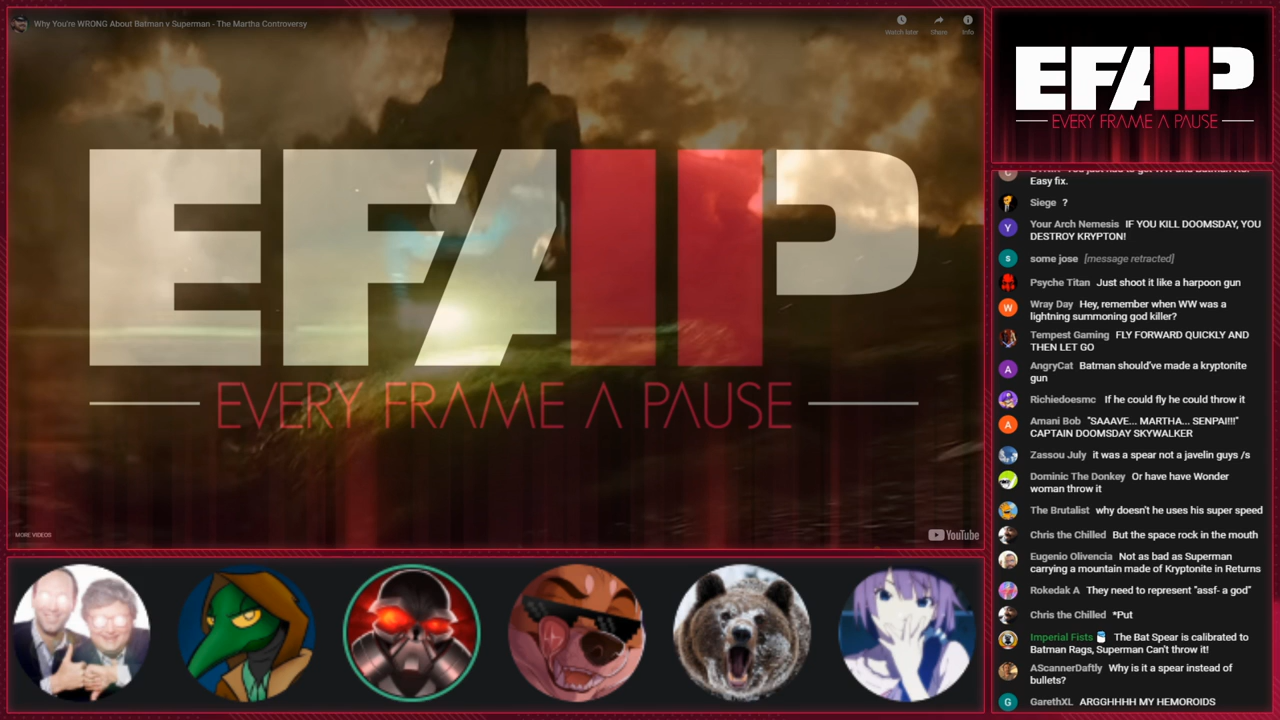 Why You're WRONG About Batman v Superman - The Martha Controversy
Watch later
Share
Info
EFAP
EVERY FRAME A PAUSE
MORE VIDEOS
YouTube
EFAP
EVERY FRAME A PAUSE
Easy fix.
Siege ?
Your Arch Nemesis IF YOU KILL DOOMSDAY, YOU
DESTROY KRYPTON!
some jose [message retracted]
Psyche Titan Just shoot it like a harpoon gun
Wray Day Hey, remember when WW was a
lightning summoning god killer?
Tempest Gaming FLY FORWARD QUICKLY AND
THEN LET GO
AngryCat Batman should've made a kryptonite
gun
Richiedoesmc If he could fly he could throw it
Amani Bob "SAAAVE... MARTHA... SENPAI!!!"
CAPTAIN DOOMSDAY SKYWALKER
Zassou July it was a spear not a javelin guys /s
Dominic The Donkey Or have have Wonder
woman throw it
The Brutalist why doesn't he uses his super speed
Chris the Chilled But the space rock in the mouth
Eugenio Olivencia Not as bad as Superman
carrying a mountain made of Kryptonite in Returns
Rokedak A They need to represent "assf- a god"
Chris the Chilled *Put
Imperial Fists The Bat Spear is calibrated to
Batman Rags, Superman Can't throw it!
AScannerDaftly Why is it a spear instead of
bullets?
GarethXL ARGGHHHH MY HEMOROIDS